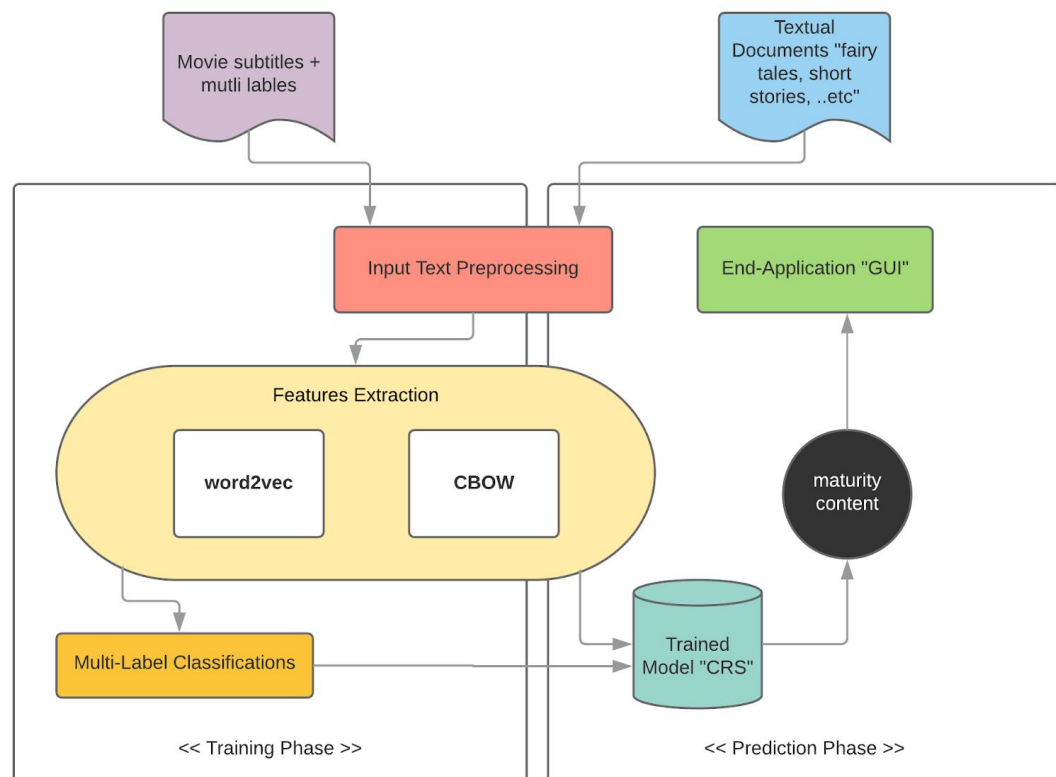 Movie subtitles +
mutli lables
Textual
Documents "fairy
tales, short
stories, ..etc"
Input Text Preprocessing
End-Application "GUI"
Features Extraction
word2vec
CBOW
maturity
content
Multi-Label Classifications
Trained
Model "CRS"
<< Training Phase >>
<< Prediction Phase >>